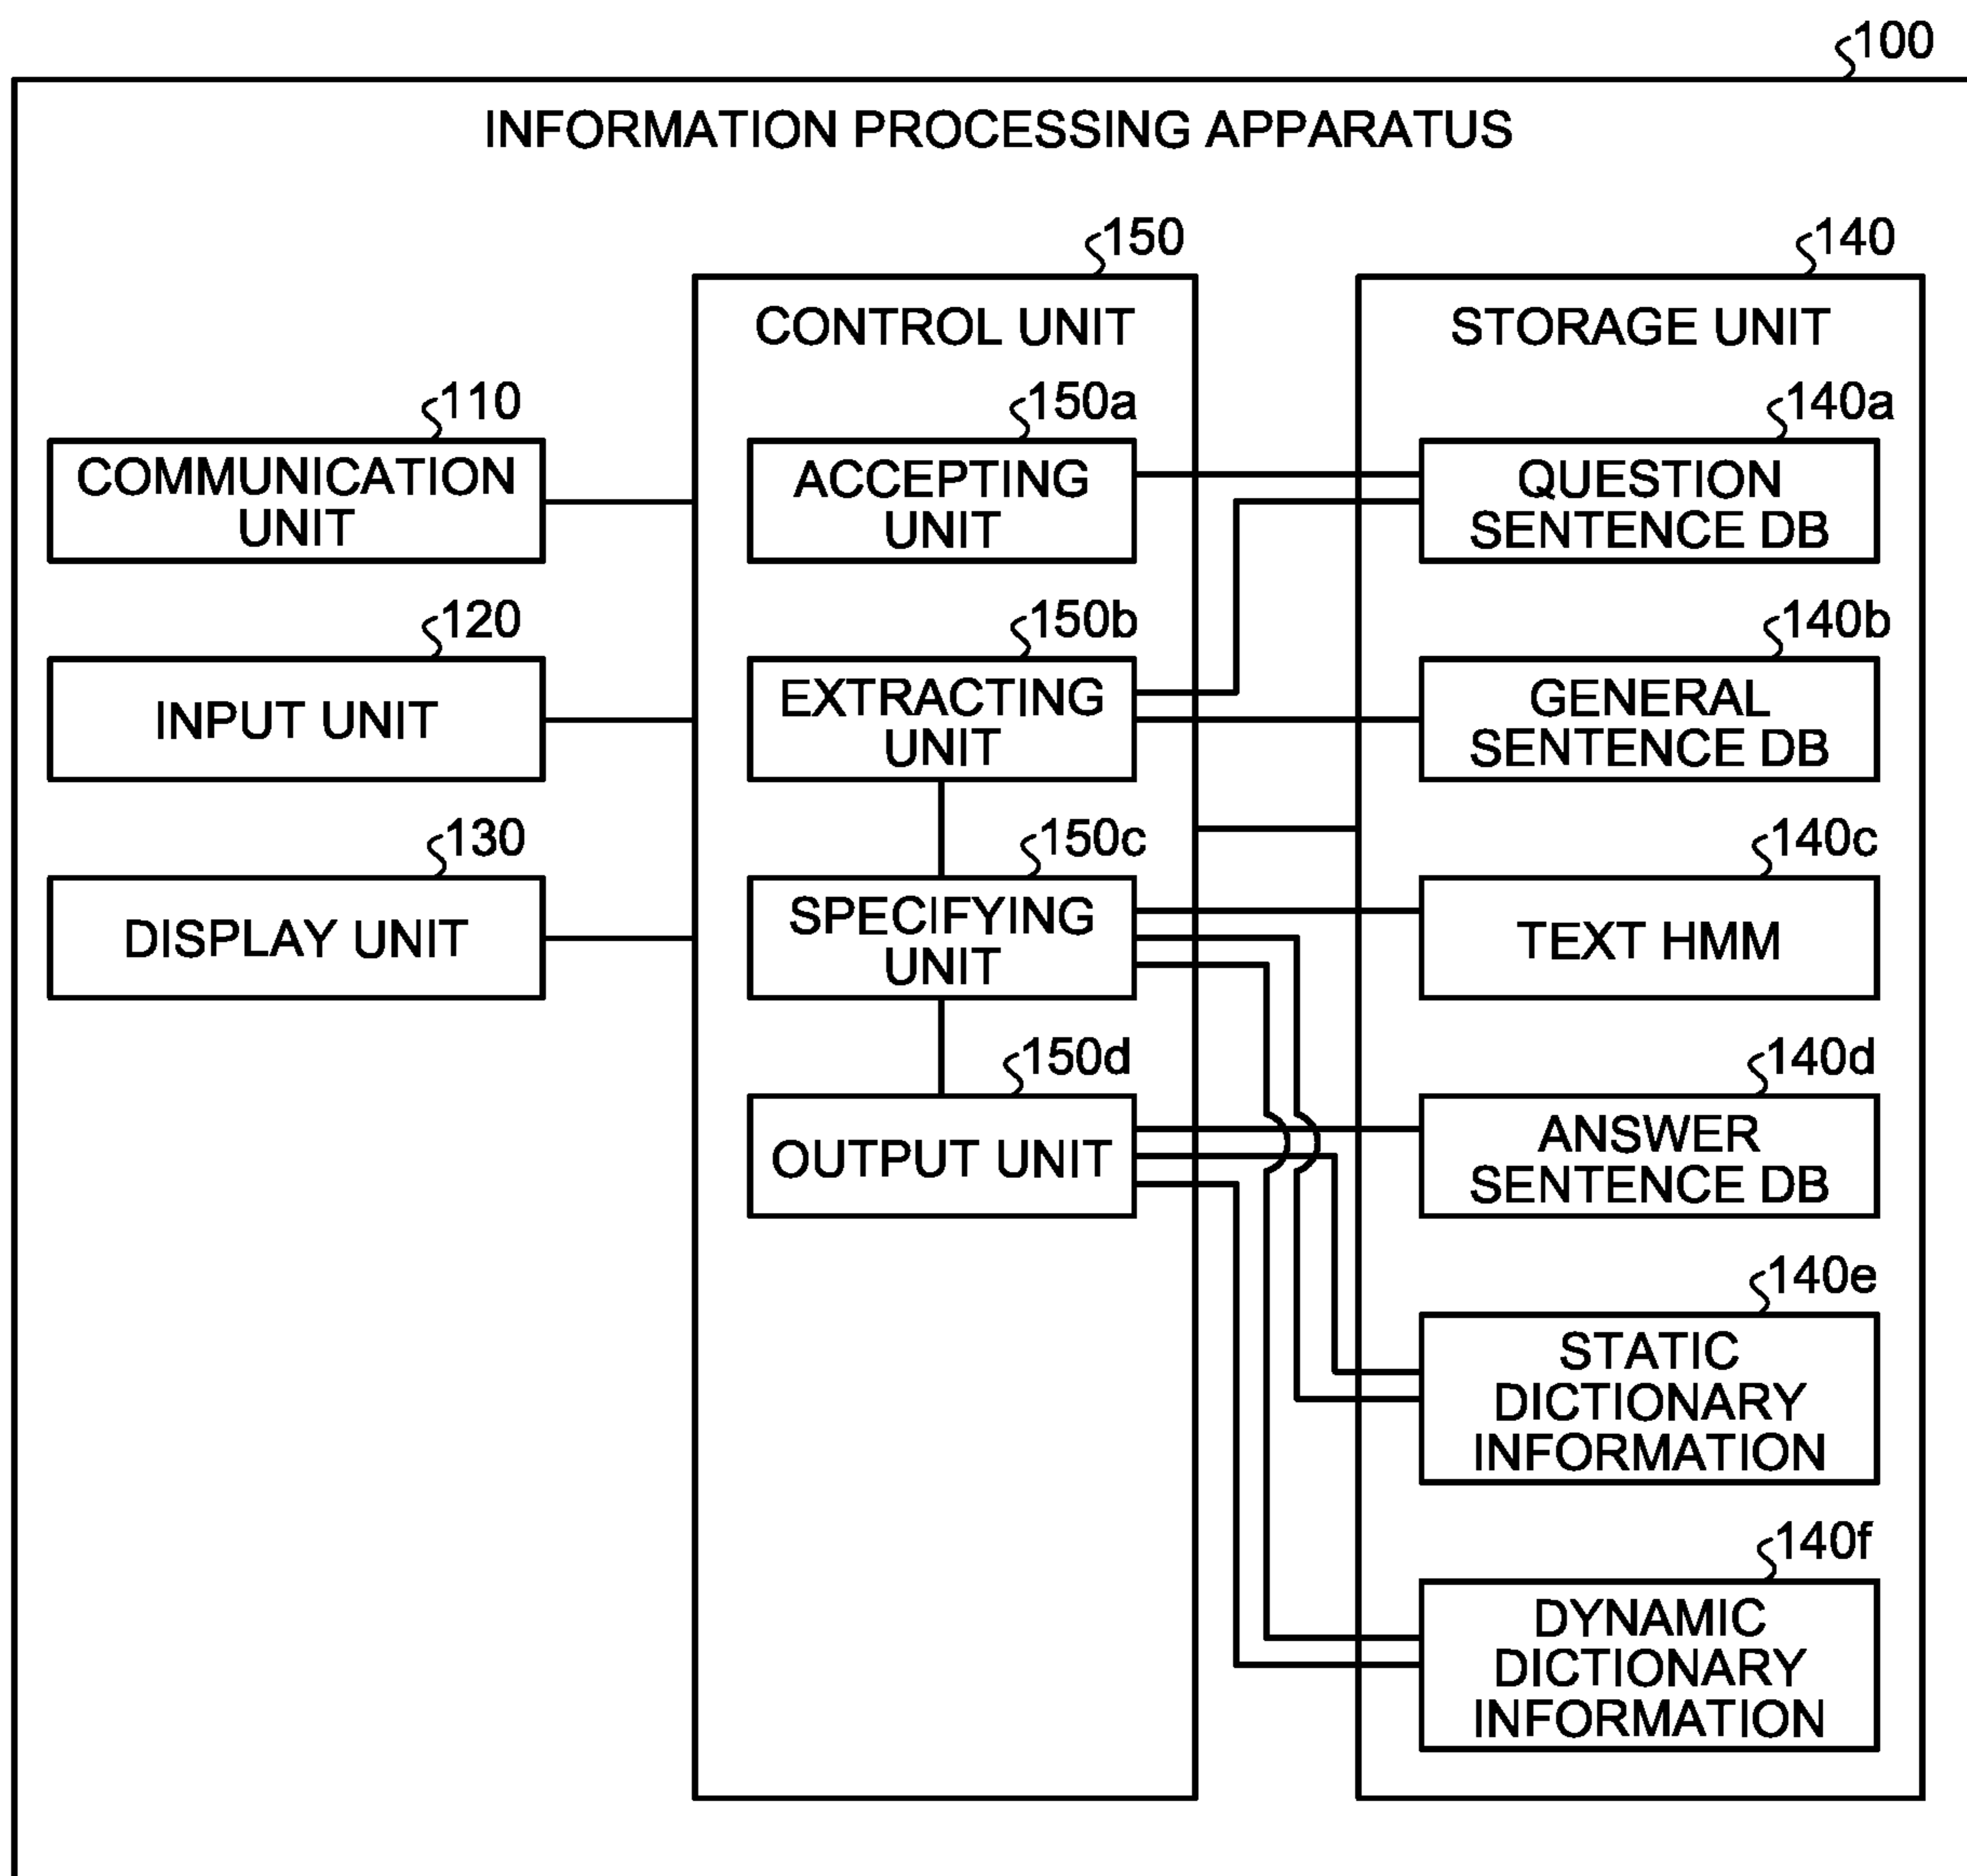 100
INFORMATION PROCESSING APPARATUS
150
140
CONTROL UNIT
STORAGE UNIT
110
150a
140a
COMMUNICATION
UNIT
ACCEPTING
UNIT
QUESTION
SENTENCE DB
120
150b
140b
INPUT UNIT
EXTRACTING
UNIT
GENERAL
SENTENCE DB
130
150c
140c
DISPLAY UNIT
SPECIFYING
UNIT
TEXT HMM
150d
140d
OUTPUT UNIT
ANSWER
SENTENCE DB
140e
STATIC
DICTIONARY
INFORMATION
140f
DYNAMIC
DICTIONARY
INFORMATION